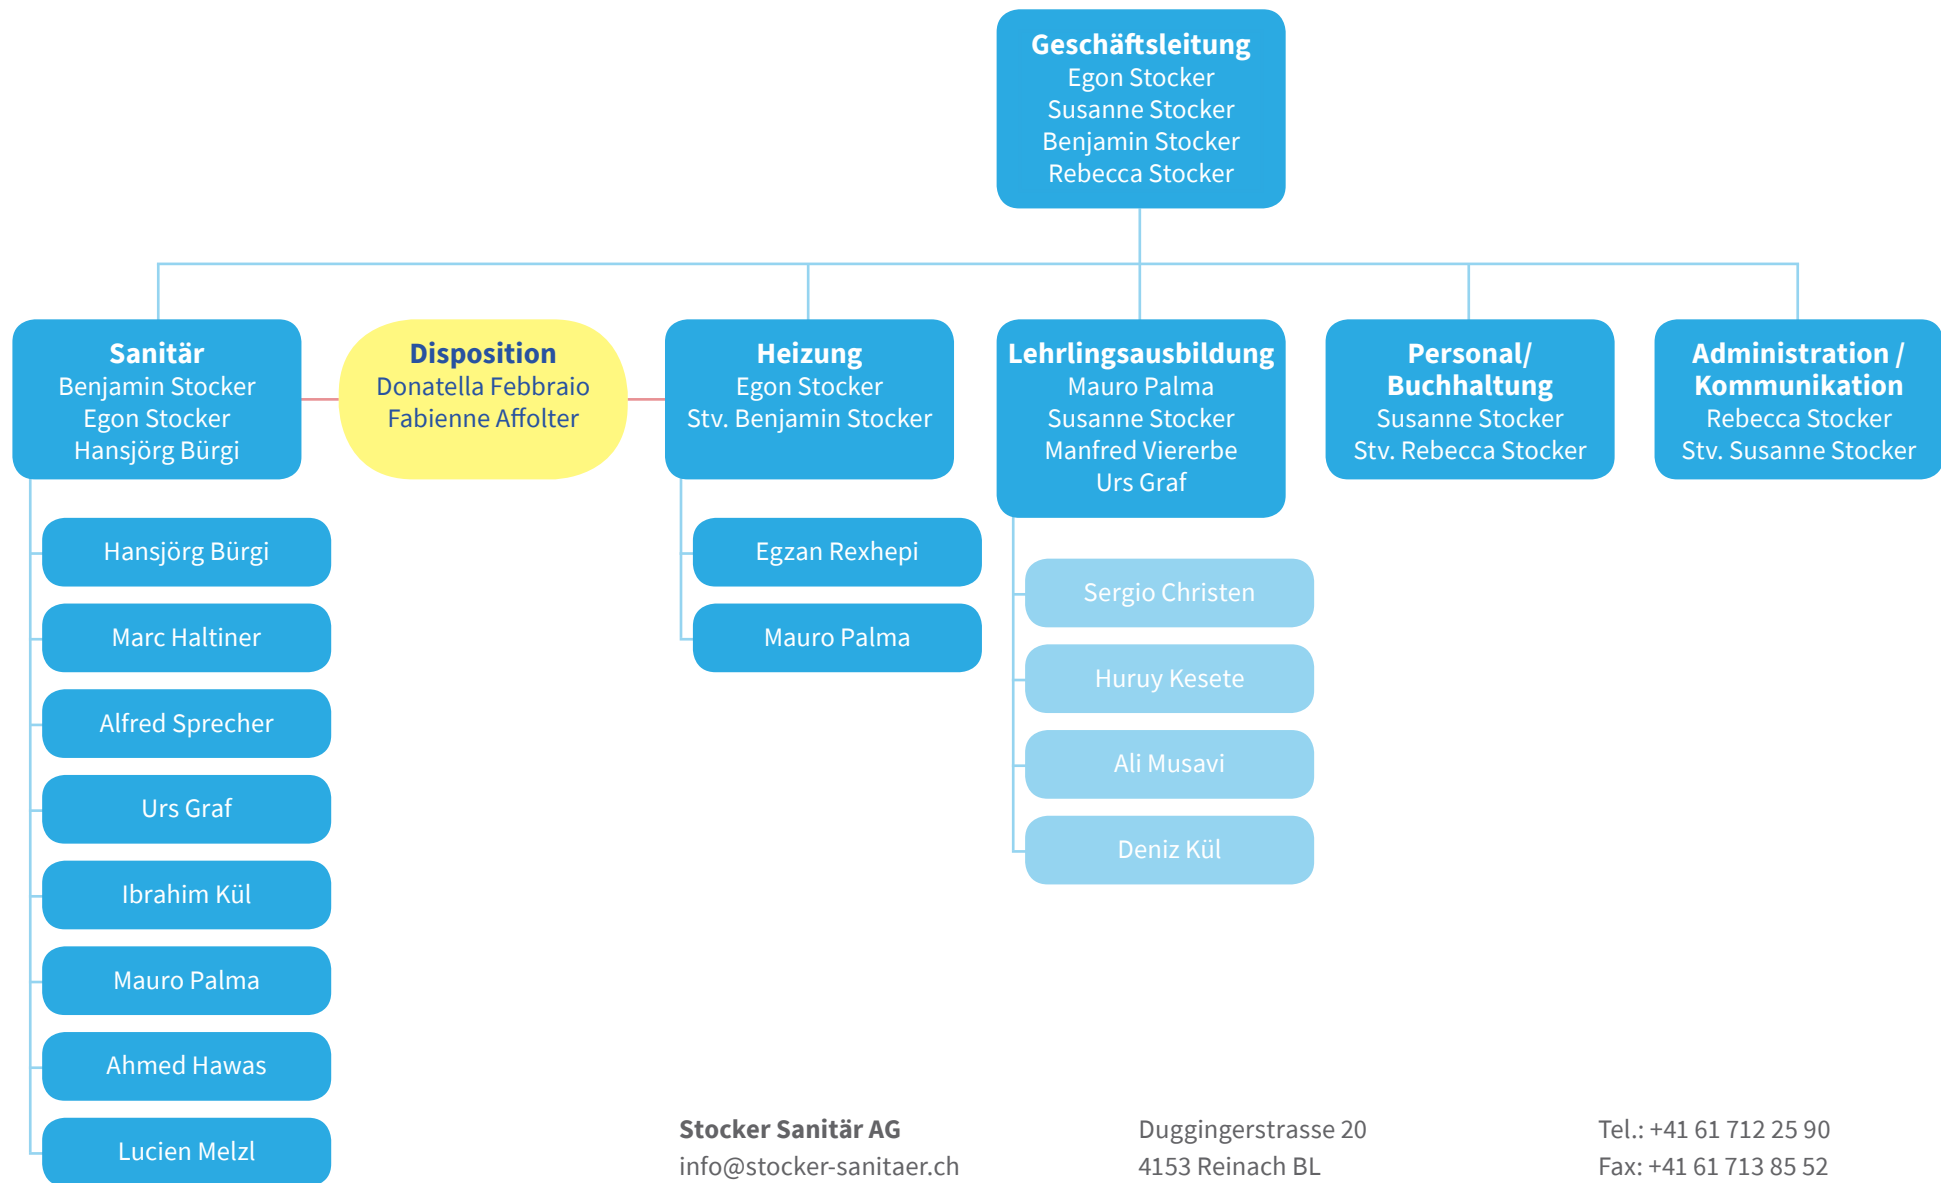 Geschäftsleitung
Egon Stocker
Susanne Stocker
Benjamin Stocker
Rebecca Stocker
Sanitär
Benjamin Stocker
Egon Stocker
Hansjörg Bürgi
Disposition
Donatella Febbraio
Fabienne Affolter
Heizung
Egon Stocker
Stv. Benjamin Stocker
Lehrlingsausbildung
Mauro Palma
Susanne Stocker
Manfred Viererbe
Urs Graf
Personal/
Buchhaltung
Susanne Stocker
Stv. Rebecca Stocker
Administration /
Kommunikation
Rebecca Stocker
Stv. Susanne Stocker
Hansjörg Bürgi
Marc Haltiner
Alfred Sprecher
Urs Graf
Ibrahim Kül
Mauro Palma
Ahmed Hawas
Lucien Melzl
Egzan Rexhepi
Mauro Palma
Sergio Christen
Huruy Kesete
Ali Musavi
Deniz Kül
Stocker Sanitär AG
info@stocker-sanitaer.ch
Duggingerstrasse 20
4153 Reinach BL
Tel.: +41 61 712 25 90
Fax: +41 61 713 85 52